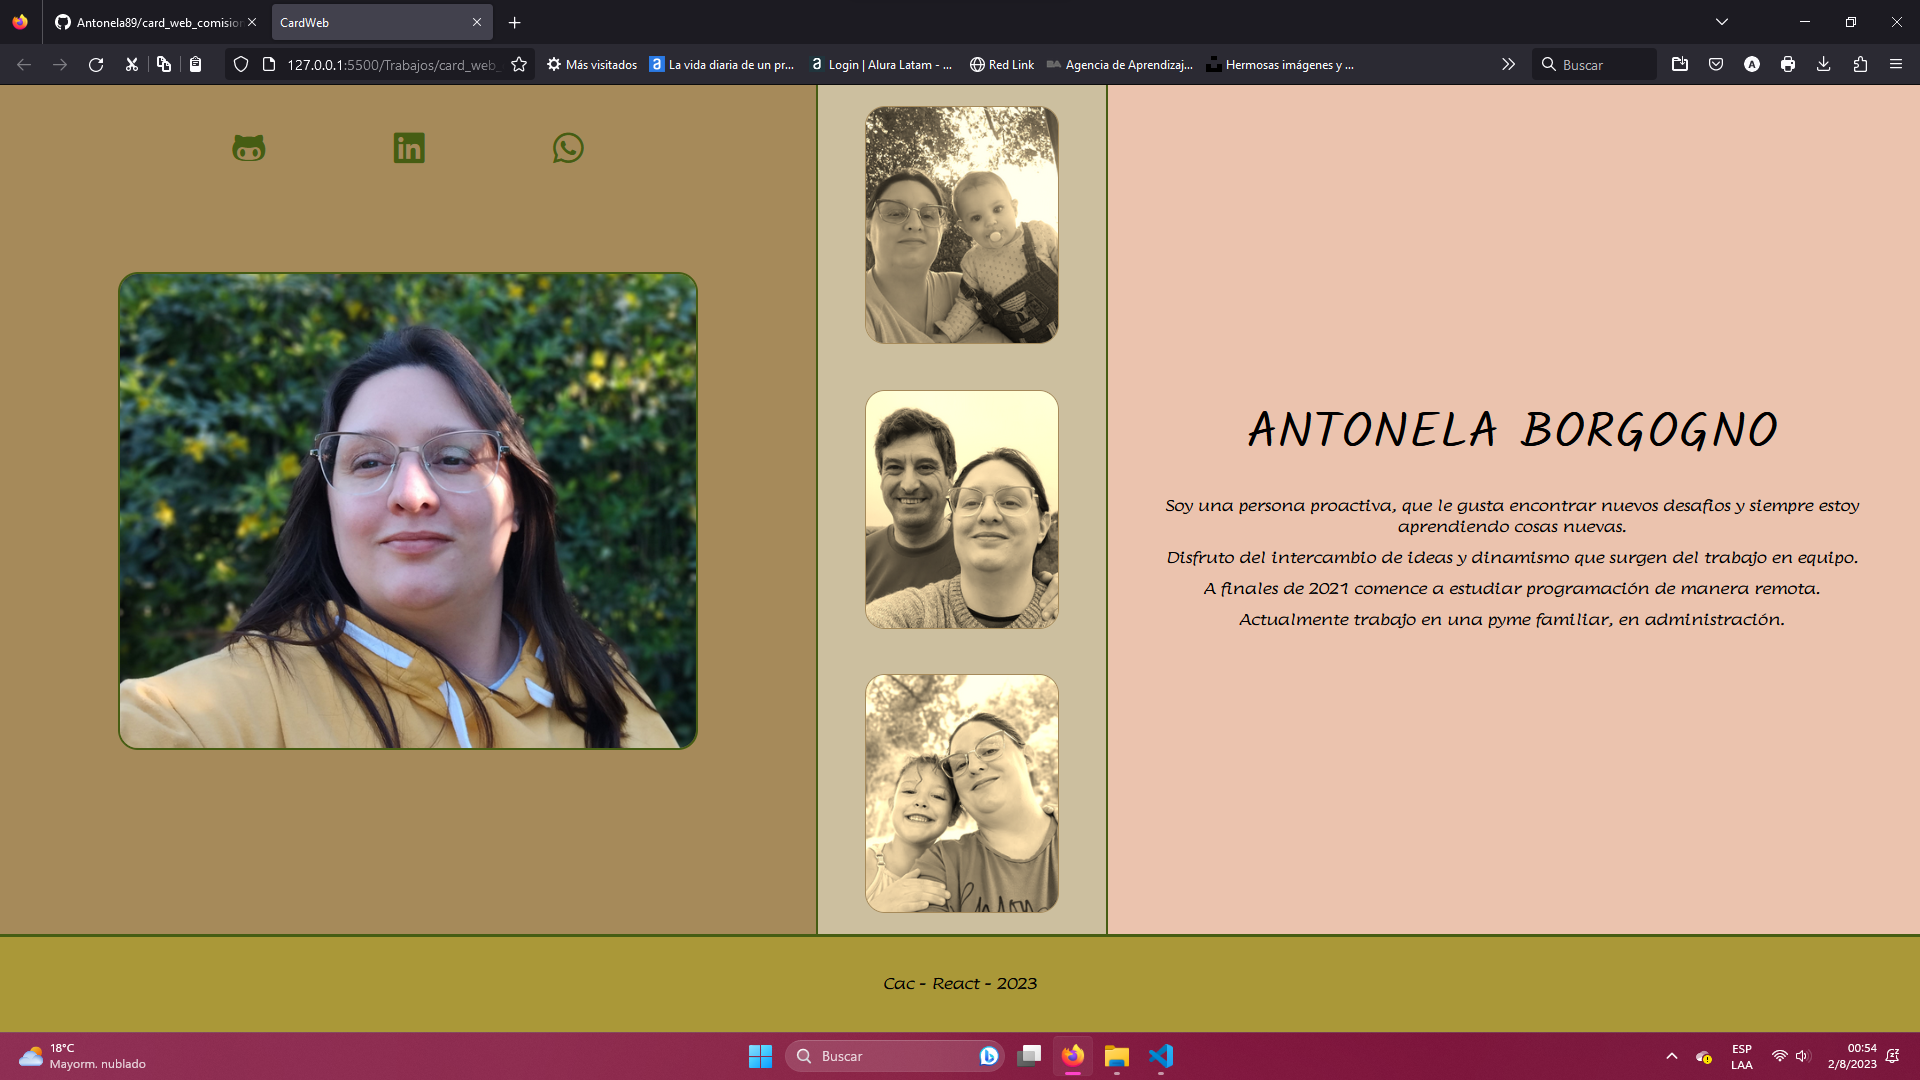 Antonela89/card_web_comision
CardWeb
127.0.0.1:5500/Trabajos/card_web_
Más visitados
La vida diaria de un pr...
Login | Alura Latam - ...
Red Link
Agencia de Aprendizaj...
Hermosas imágenes y ...
Buscar
ANTONELA BORGOGNO
Soy una persona proactiva, que le gusta encontrar nuevos desafios y siempre estoy
aprendiendo cosas nuevas.
Disfruto del intercambio de ideas y dinamismo que surgen del trabajo en equipo.
A finales de 2021 comence a estudiar programación de manera remota.
Actualmente trabajo en una pyme familiar, en administración.
Cac - React - 2023
18°C
Mayorm. nublado
Buscar
ESP
LAA
00:54
2/8/2023